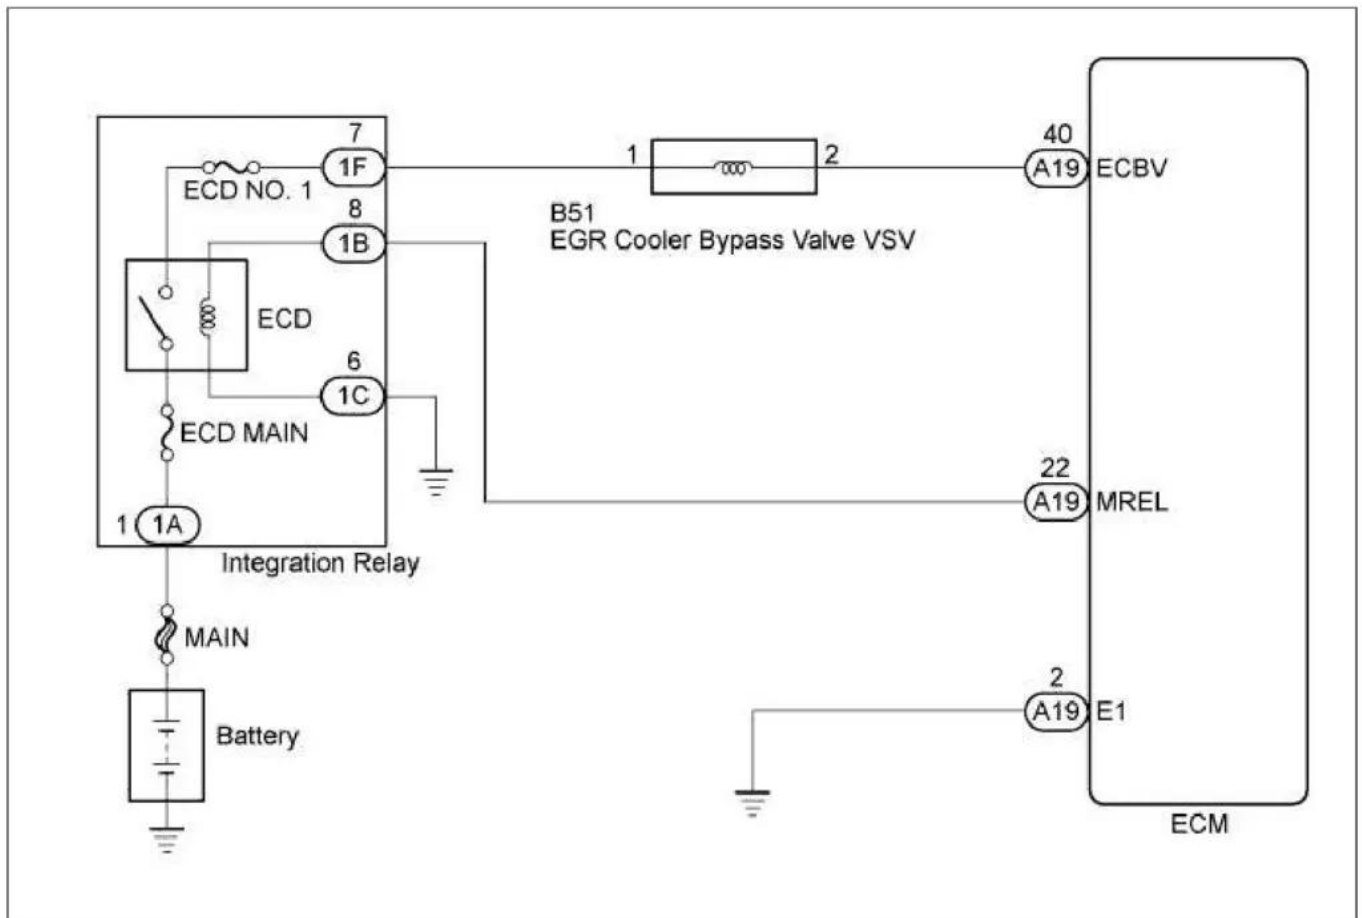 7
1F
ECD NO. 1
8
1B
ECD
6
1C
ECD MAIN
1 1A
Integration Relay
MAIN
Battery
1 2
B51
EGR Cooler Bypass Valve VSV
40
A19 ECBV
22
A19 MREL
2
A19 E1
ECM